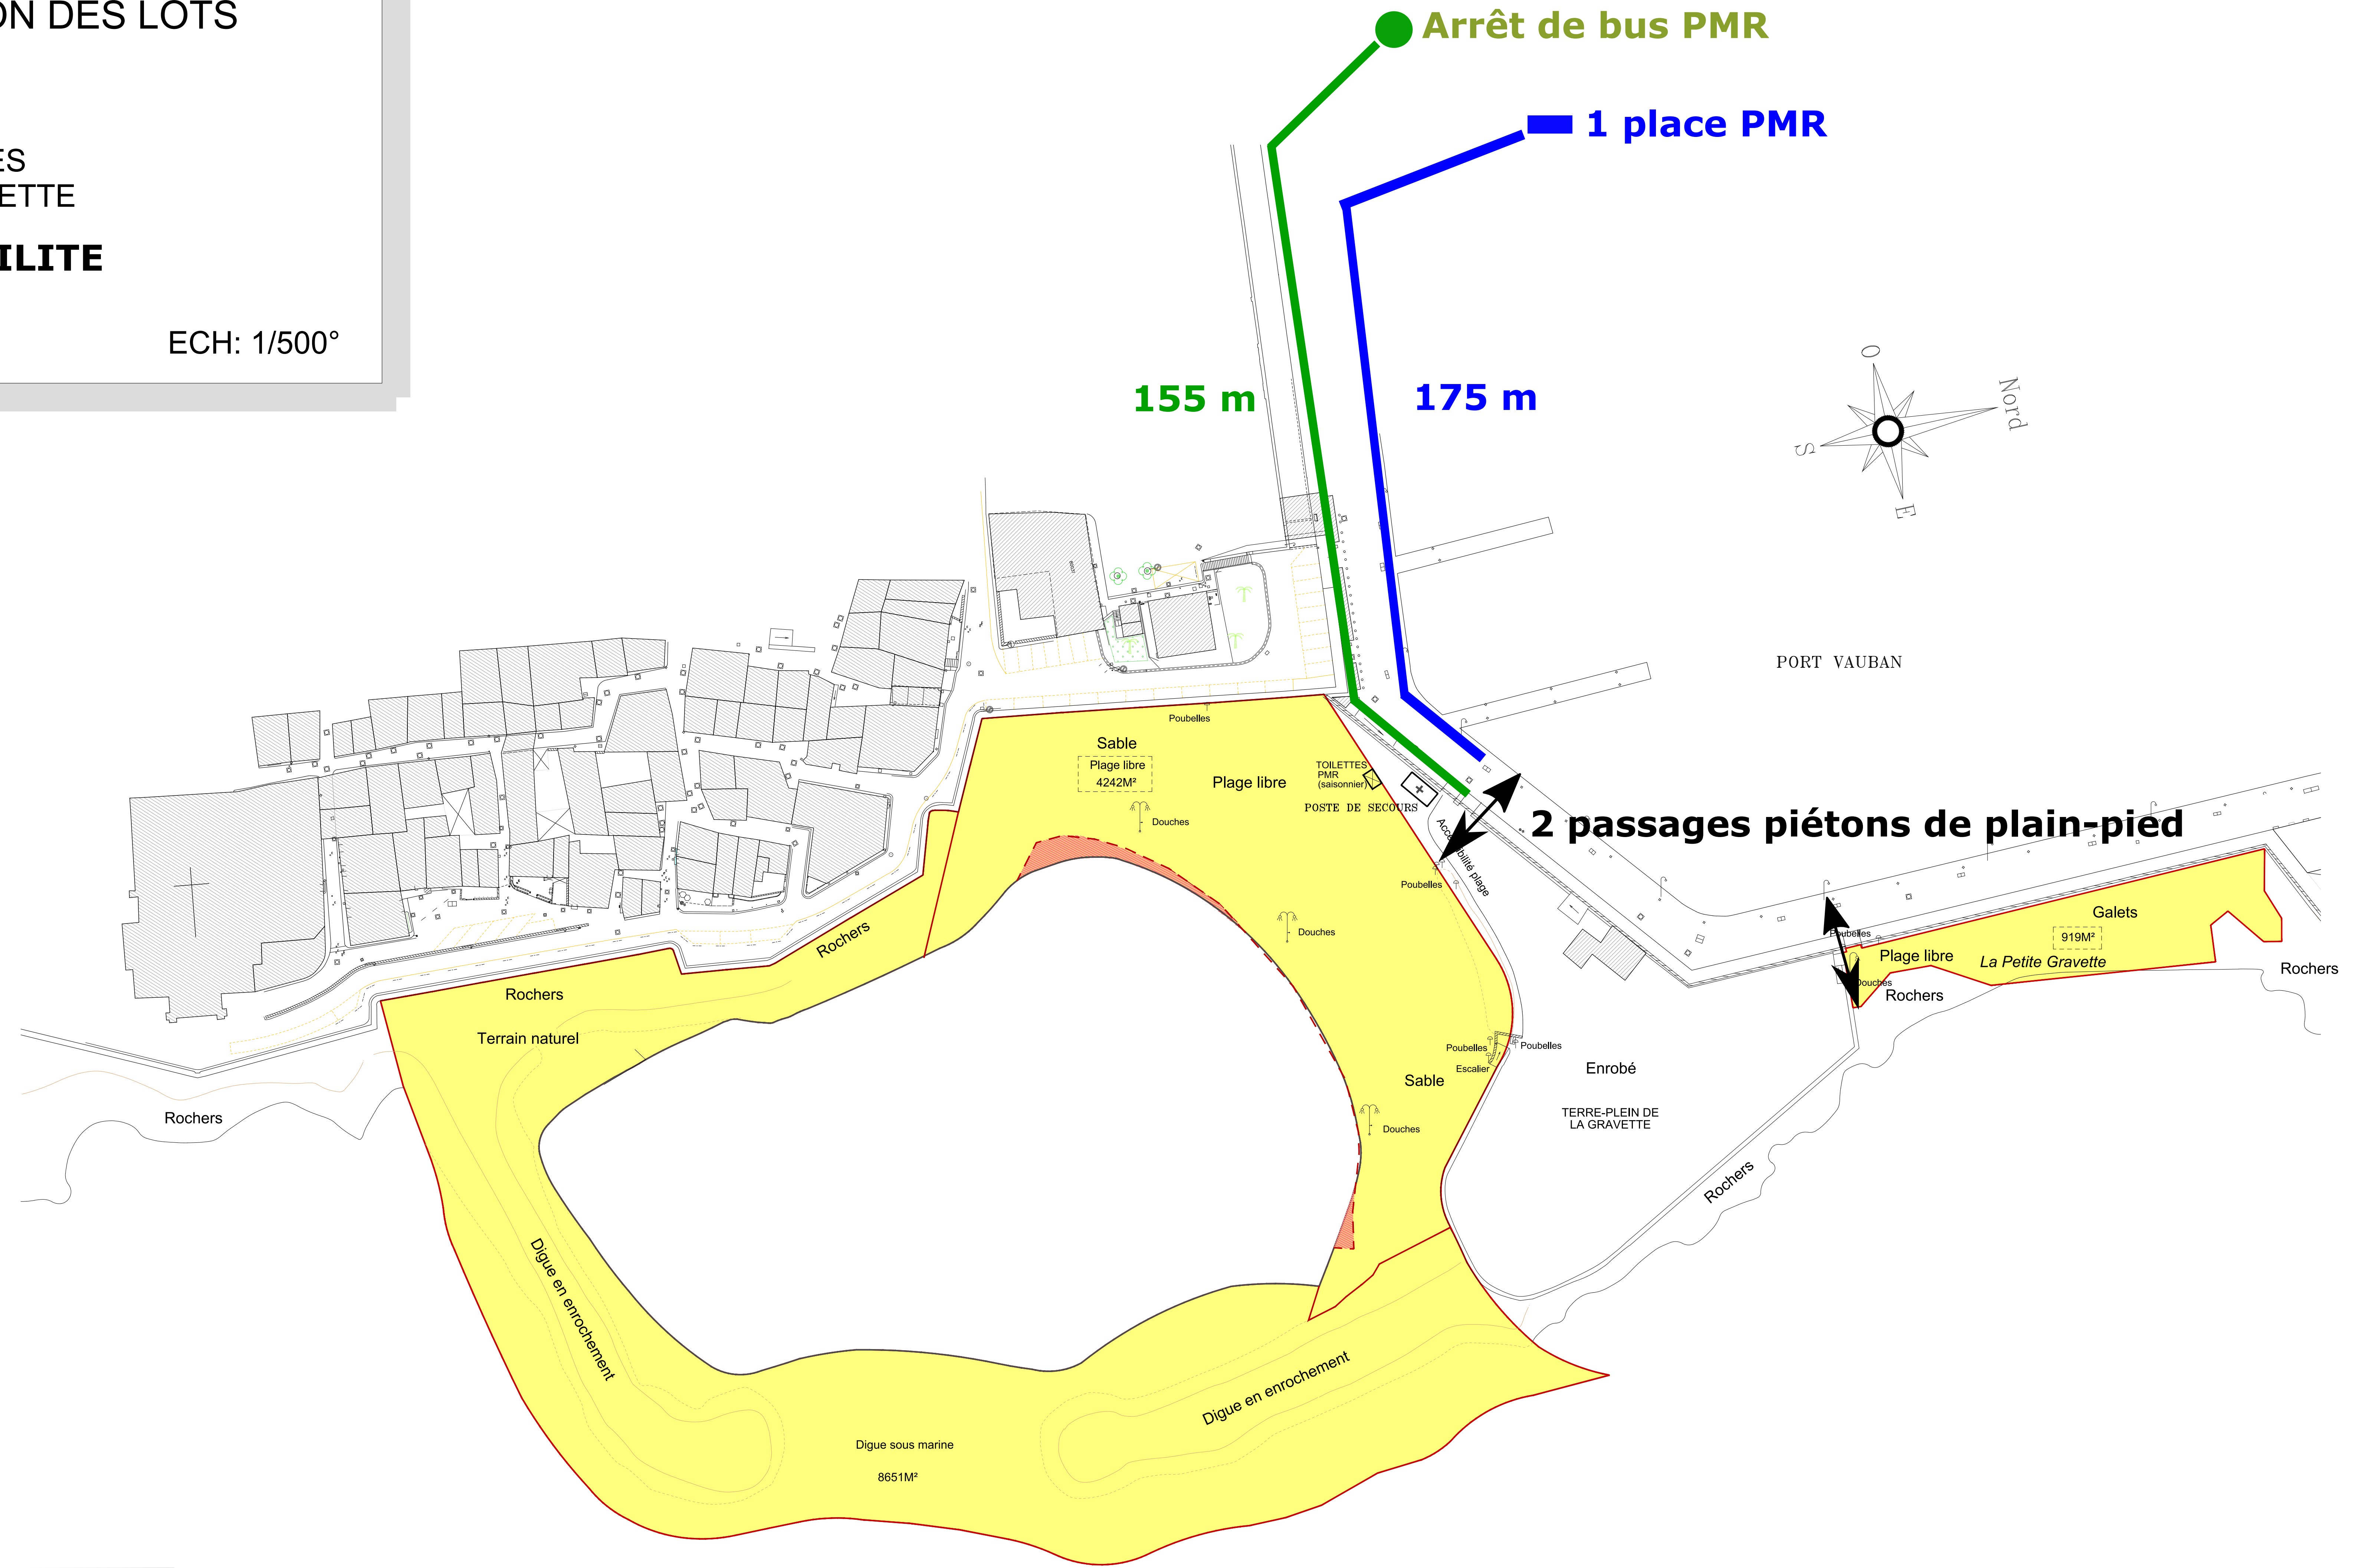 ON DES LOTS
ES
ETTE
ILITE
ECH: 1/500°
Arrêt de bus PMR
1 place PMR
155 m
175 m
O
Nord
S
E
PORT VAUBAN
Poubelles
Sable
Plage libre
4242M²
Plage libre
TOILETTES
PMR
(saisonnier)
POSTE DE SECOURS
Douches
2 passages piétons de plain-pied
Accessibilité plage
Poubelles
Douches
Rochers
Galets
919M²
Poubelles
Plage libre
La Petite Gravette
Rochers
Douches
Rochers
Rochers
Terrain naturel
Poubelles
Poubelles
Escalier
Enrobé
Sable
Rochers
TERRE-PLEIN DE
LA GRAVETTE
Douches
Rochers
Digue en enrochement
Digue en enrochement
Digue sous marine
8651M²